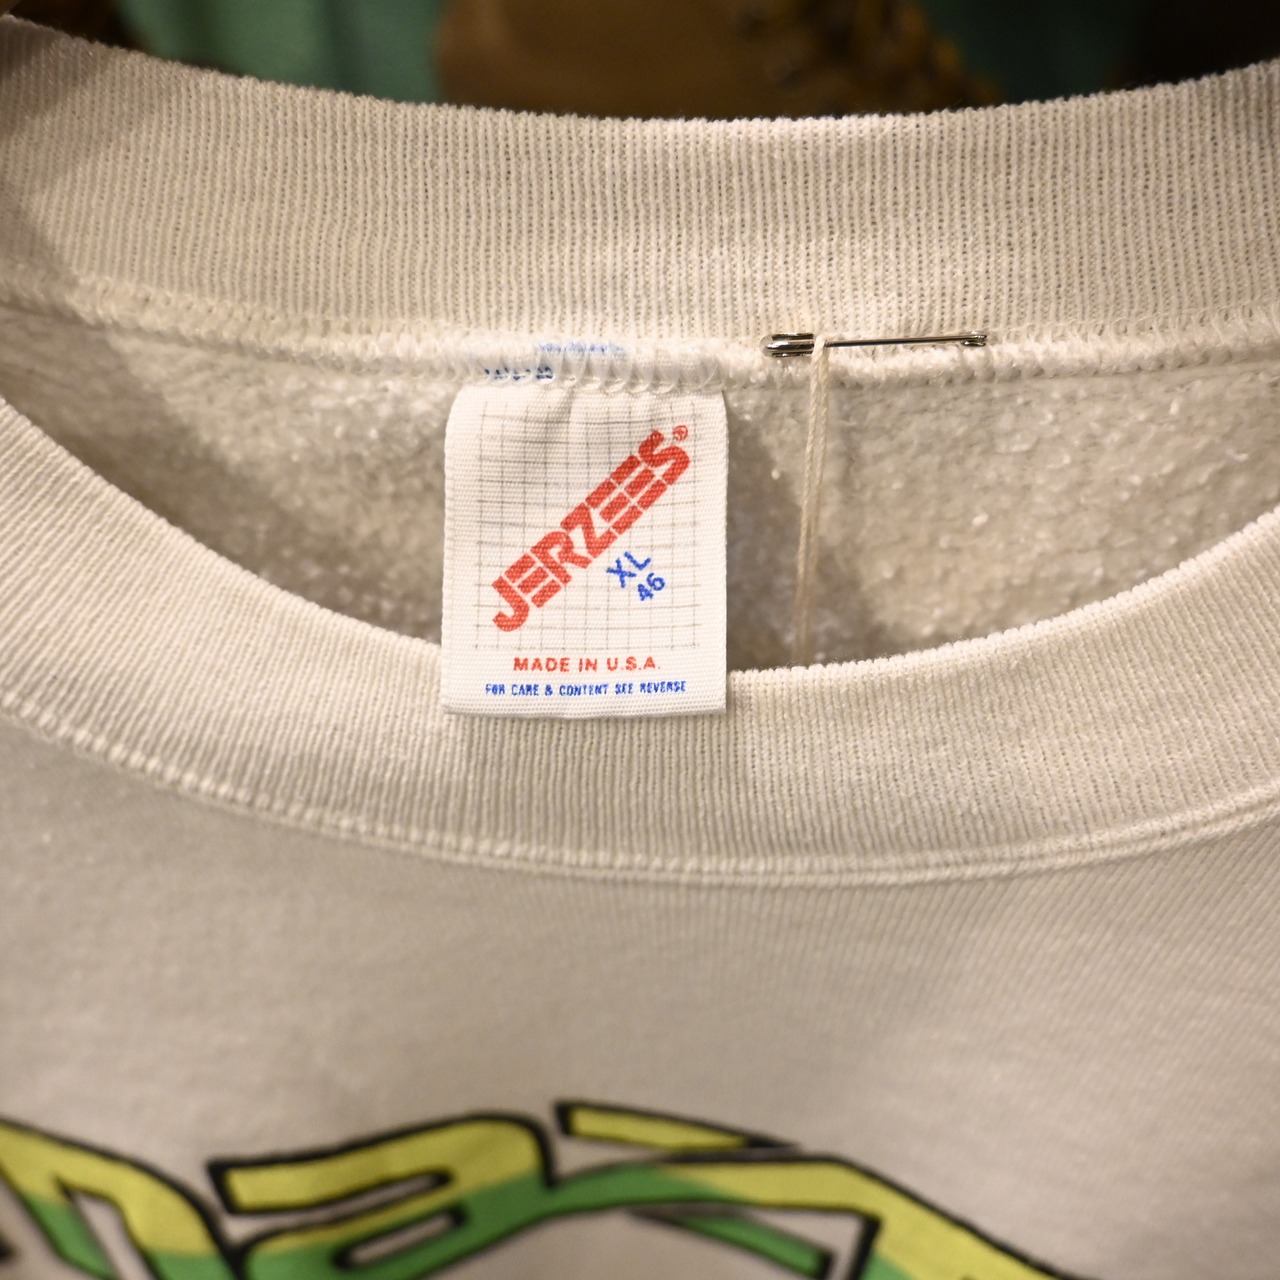 JERZEES®
XL
46
MADE IN U.S.A.
FOR CARE & CONTENT SEE REVERSE